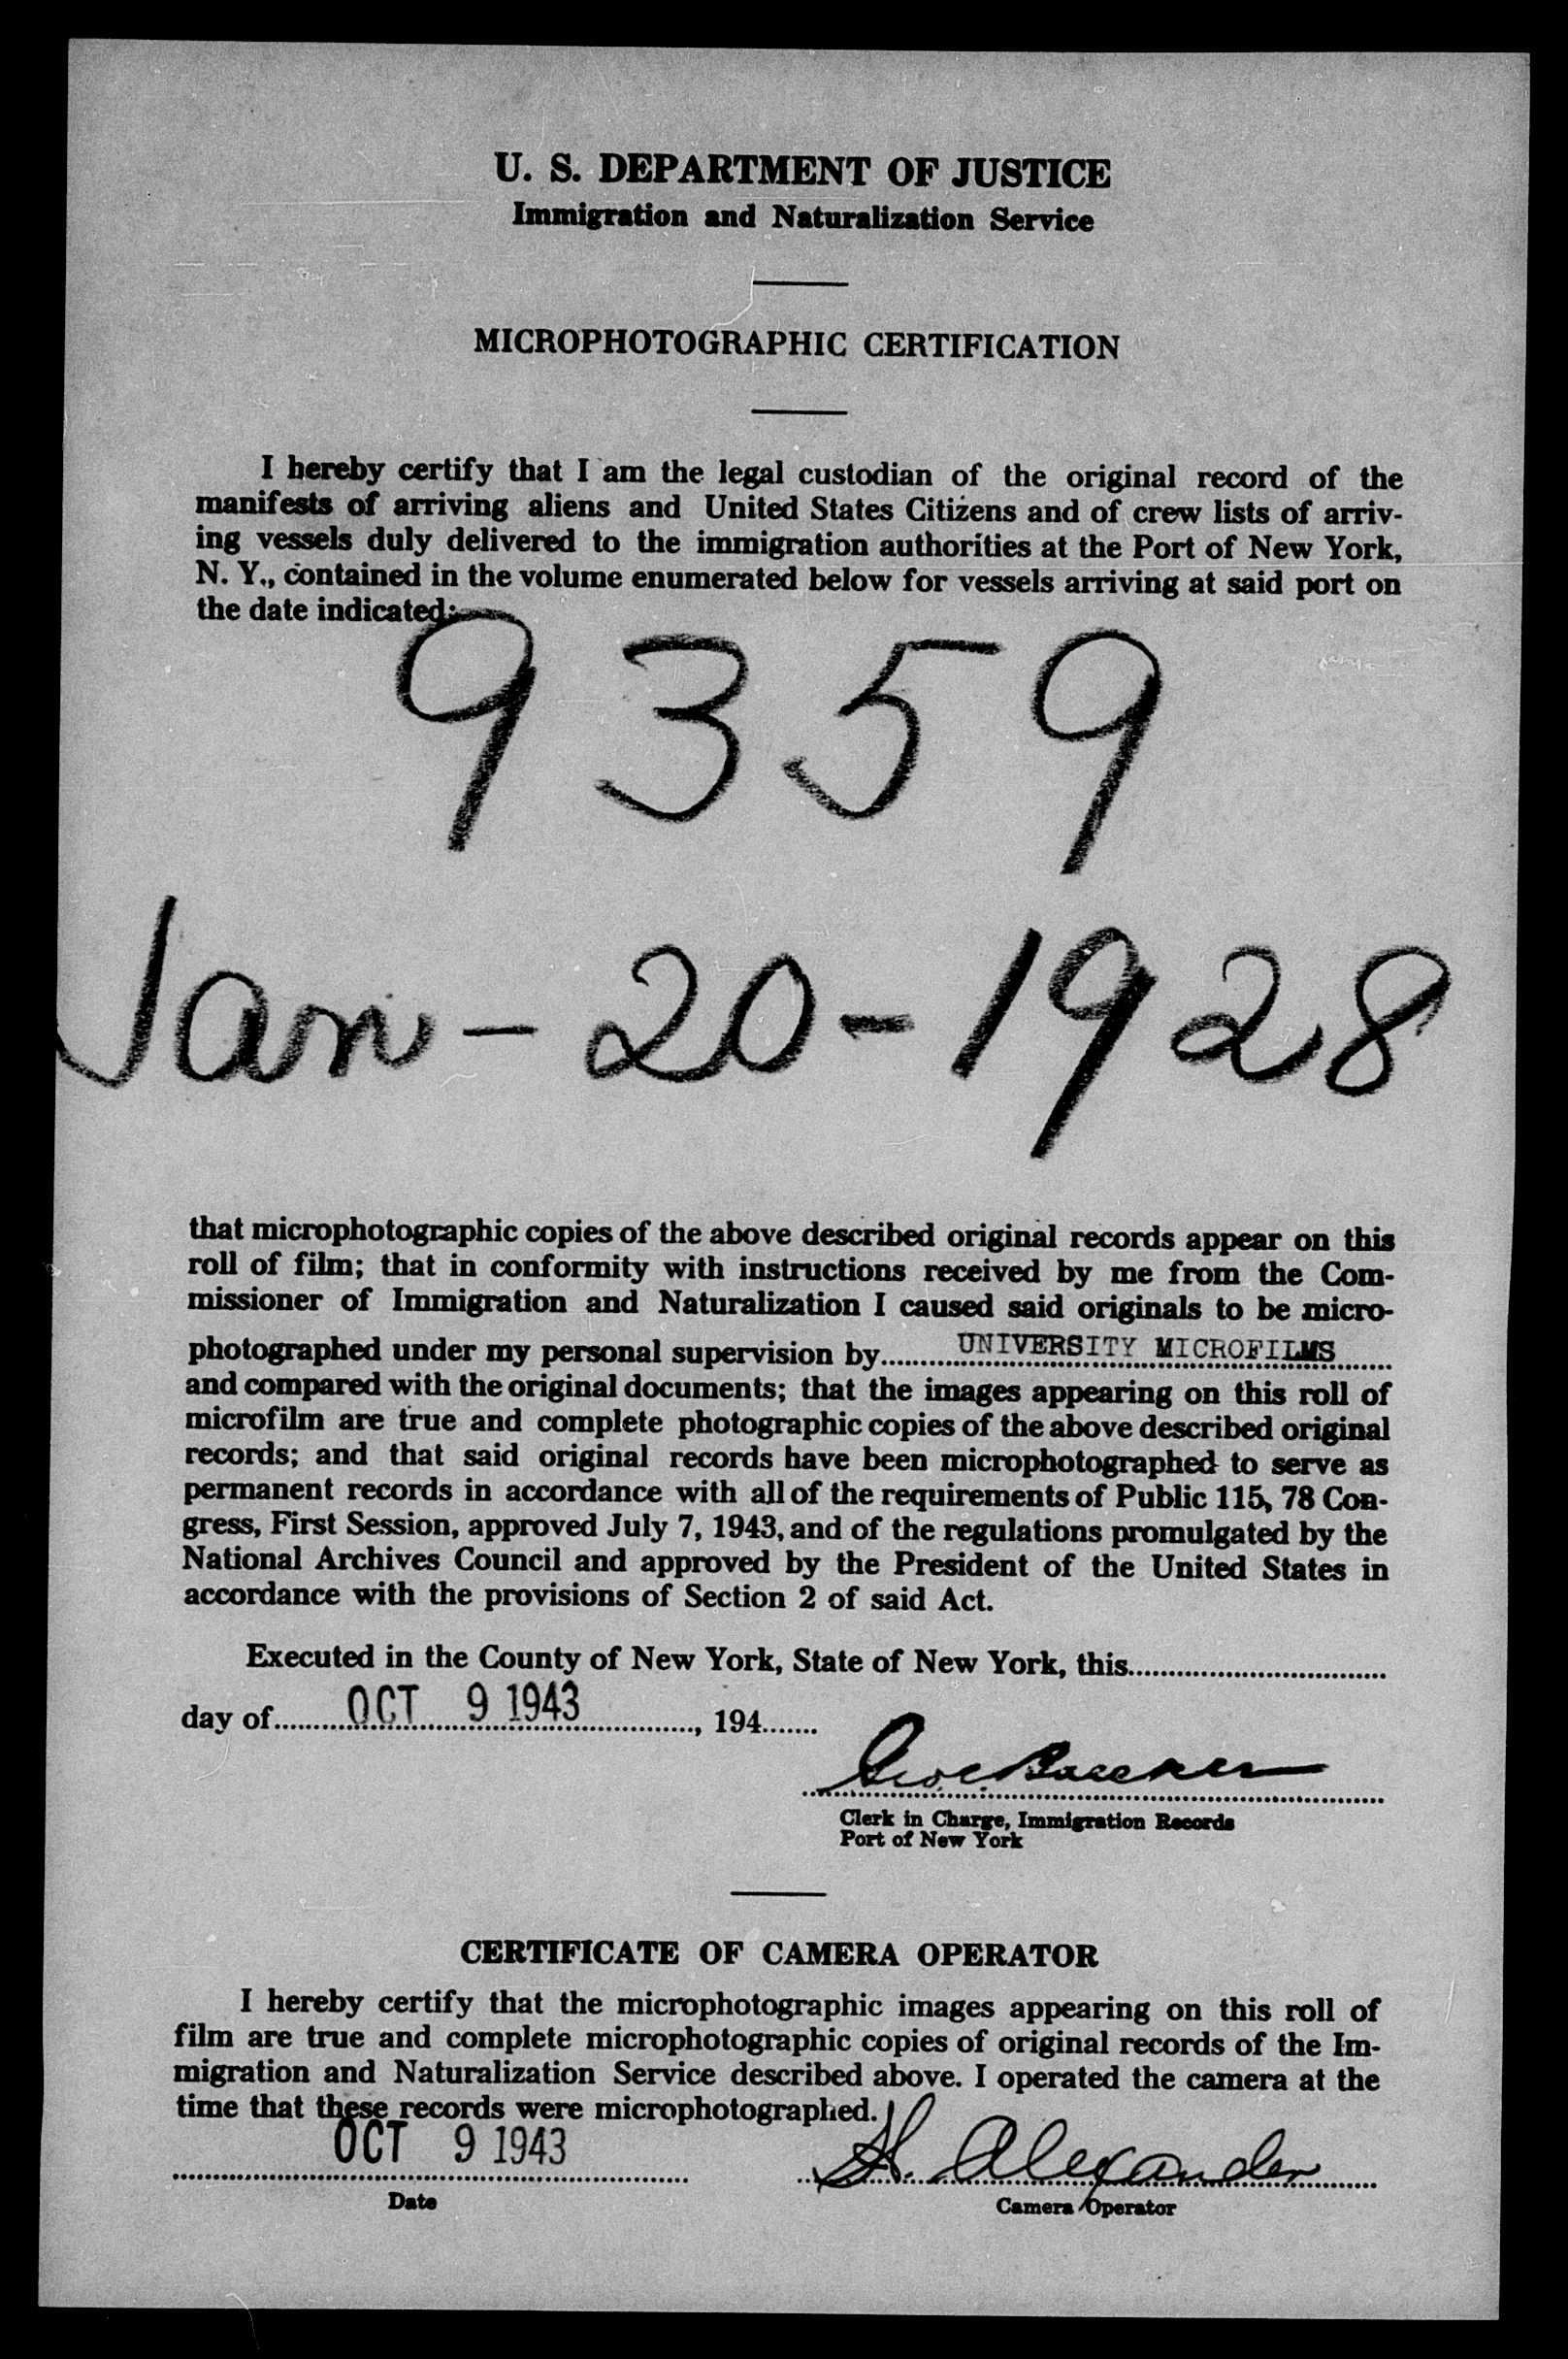 U. S. DEPARTMENT OF JUSTICE
Immigration and Naturalization Service
MICROPHOTOGRAPHIC CERTIFICATION
I hereby certify that I am the legal custodian of the original record of the
manifests of arriving aliens and United States Citizens and of crew lists of arriv-
ing vessels duly delivered to the immigration authorities at the Port of New York,
N. Y., contained in the volume enumerated below for vessels arriving at said port on
the date indicated:
9359
Jan - 20 - 1928
that microphotographic copies of the above described original records appear on this
roll of film; that in conformity with instructions received by me from the Com-
missioner of Immigration and Naturalization I caused said originals to be micro-
photographed under my personal supervision by UNIVERSITY MICROFILMS
and compared with the original documents; that the images appearing on this roll of
microfilm are true and complete photographic copies of the above described original
records; and that said original records have been microphotographed to serve as
permanent records in accordance with all of the requirements of Public 115, 78 Con-
gress, First Session, approved July 7, 1943, and of the regulations promulgated by the
National Archives Council and approved by the President of the United States in
accordance with the provisions of Section 2 of said Act.
Executed in the County of New York, State of New York, this
day of OCT 9 1943, 194
Clerk in Charge, Immigration Records
Port of New York
CERTIFICATE OF CAMERA OPERATOR
I hereby certify that the microphotographic images appearing on this roll of
film are true and complete microphotographic copies of original records of the Im-
migration and Naturalization Service described above. I operated the camera at the
time that these records were microphotographed.
OCT 9 1943 H. Alexander
Date Camera Operator